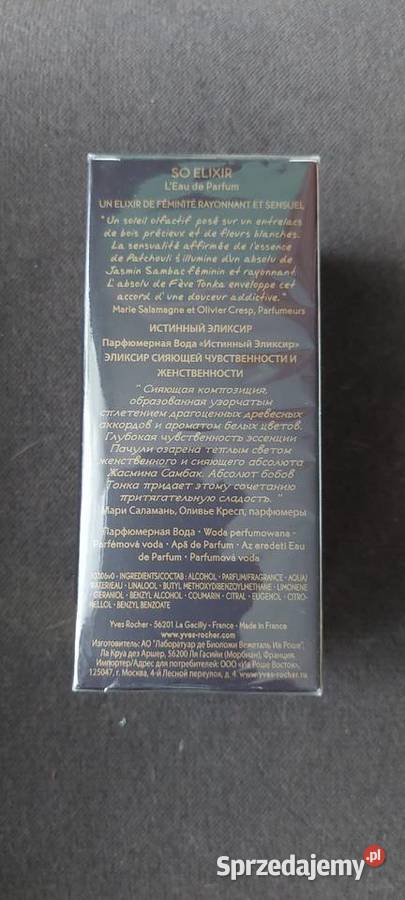 SO ELIXIR
L'Eau de Parfum
UN ELIXIR DE FÉMINITÉ RAYONNANT ET SENSUEL
"Un soleil olfactif posé sur un entrelacs
de bois précieux et de fleurs blanches.
La sensualité affirmée de l'essence
de Patchouli s'illumine d'un absolu de
Jasmin Sambac féminin et rayonnant.
L'absolu de Fève Tonka enveloppe cet
accord d'une douceur addictive."
Marie Salamagne et Olivier Cresp, Parfumeurs
ИСТИННЫЙ ЭЛИКСИР
Парфюмерная Вода «Истинный Эликсир»
ЭЛИКСИР СИЯЮЩЕЙ ЧУВСТВЕННОСТИ И
ЖЕНСТВЕННОСТИ
"Сияющая композиция,
образованная узорчатым
сплетением драгоценных древесных
аккордов и ароматом белых цветов.
Глубокая чувственность эссенции
Пачули озарена теплым светом
женственного и сияющего абсолюта
Жасмина Самбак. Абсолют бобов
Тонка придает этому сочетанию
притягательную сладость."
Мари Саламань, Оливье Кресп, парфюмеры
Парфюмерная Вода • Woda perfumowana •
Parfémová voda • Apă de Parfum • Az eredeti Eau
de Parfum • Parfumová voda
INGREDIENTS/СОСТАВ : ALCOHOL • PARFUM/FRAGRANCE • AQUA/
WATER/EAU • LINALOOL • BUTYL METHOXYDIBENZOYLMETHANE • LIMONENE
• GERANIOL • BENZYL ALCOHOL • COUMARIN • CITRAL • EUGENOL • CITRO-
NELLOL • BENZYL BENZOATE
Yves Rocher - 56201 La Gacilly - France - Made in France
www.yves-rocher.com
Изготовитель: АО "Лаборатуар де Биоложи Вежеталь Ив Роше",
Ла Круа дез Аршер, 56200 Ля Гасийи (Морбиан), Франция.
Импортер/Адрес для потребителей: ООО «Ив Роше Восток»,
125047, г. Москва, 4-й Лесной переулок, д. 4. www.yves-rocher.ru
Sprzedajemy.pl